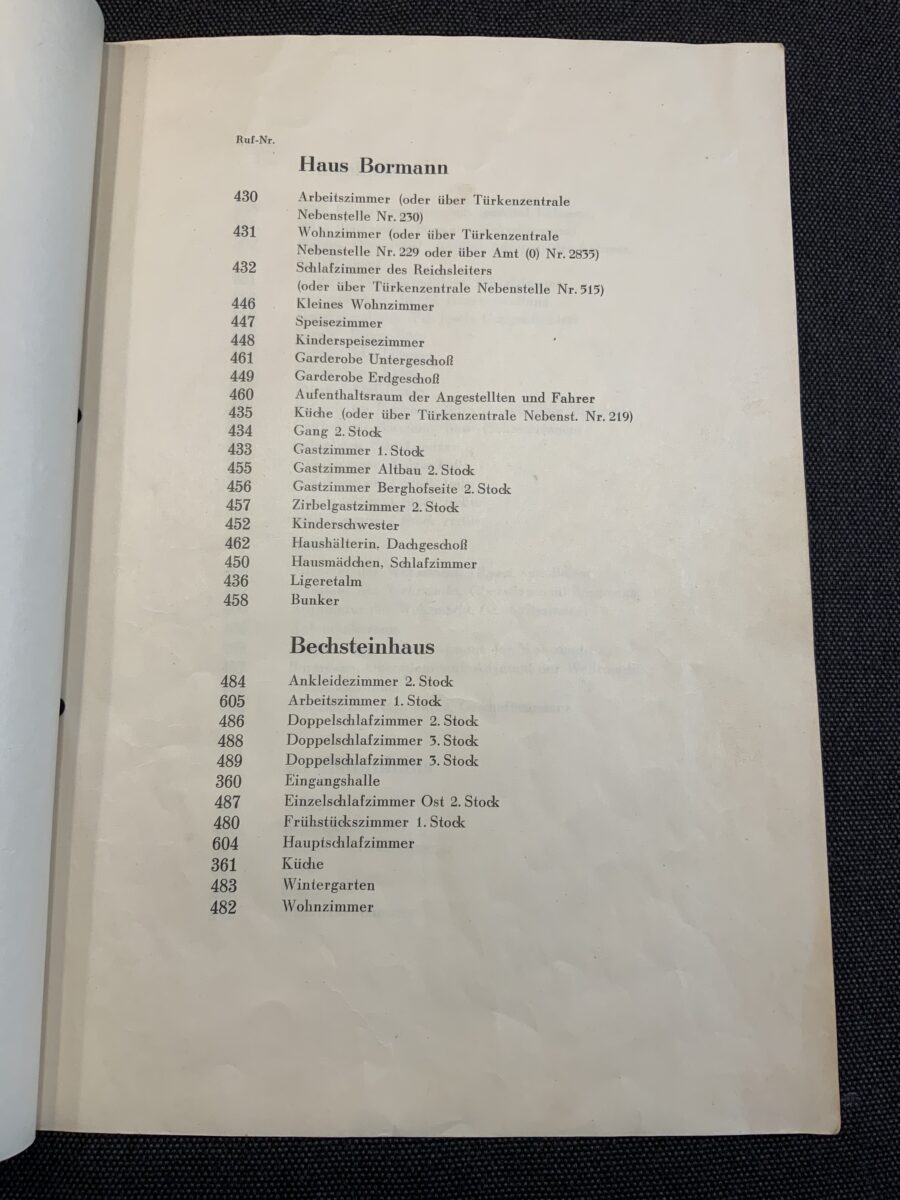 Ruf-Nr.
Haus Bormann
430 Arbeitszimmer (oder über Türkenzentrale
Nebenstelle Nr. 230)
431 Wohnzimmer (oder über Türkenzentrale
Nebenstelle Nr. 229 oder über Amt (0) Nr. 2835)
432 Schlafzimmer des Reichsleiters
(oder über Türkenzentrale Nebenstelle Nr. 515)
446 Kleines Wohnzimmer
447 Speisezimmer
448 Kinderspeisezimmer
461 Garderobe Untergeschoß
449 Garderobe Erdgeschoß
460 Aufenthaltsraum der Angestellten und Fahrer
435 Küche (oder über Türkenzentrale Nebenst. Nr. 219)
434 Gang 2. Stock
433 Gastzimmer 1. Stock
455 Gastzimmer Altbau 2. Stock
456 Gastzimmer Berghofseite 2. Stock
457 Zirbelgastzimmer 2. Stock
452 Kinderschwester
462 Haushälterin, Dachgeschoß
450 Hausmädchen, Schlafzimmer
436 Ligeretalm
458 Bunker
Bechsteinhaus
484 Ankleidezimmer 2. Stock
605 Arbeitszimmer 1. Stock
486 Doppelschlafzimmer 2. Stock
488 Doppelschlafzimmer 3. Stock
489 Doppelschlafzimmer 3. Stock
360 Eingangshalle
487 Einzelschlafzimmer Ost 2. Stock
480 Frühstückszimmer 1. Stock
604 Hauptschlafzimmer
361 Küche
483 Wintergarten
482 Wohnzimmer